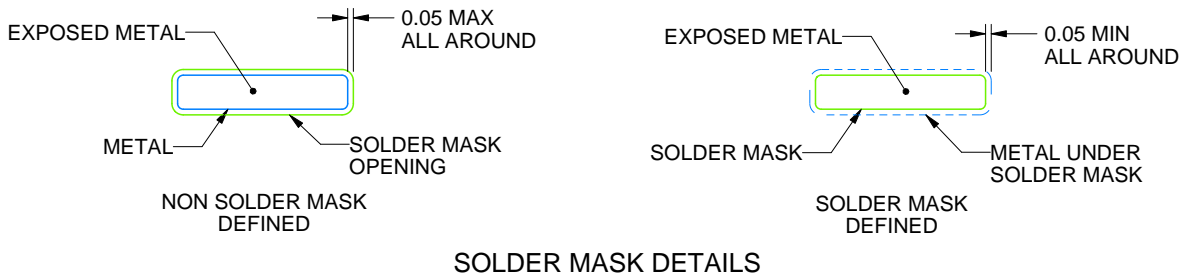 0.05 MAX
ALL AROUND
EXPOSED METAL
METAL
SOLDER MASK
OPENING
NON SOLDER MASK
DEFINED
0.05 MIN
ALL AROUND
EXPOSED METAL
SOLDER MASK
METAL UNDER
SOLDER MASK
SOLDER MASK
DEFINED
SOLDER MASK DETAILS